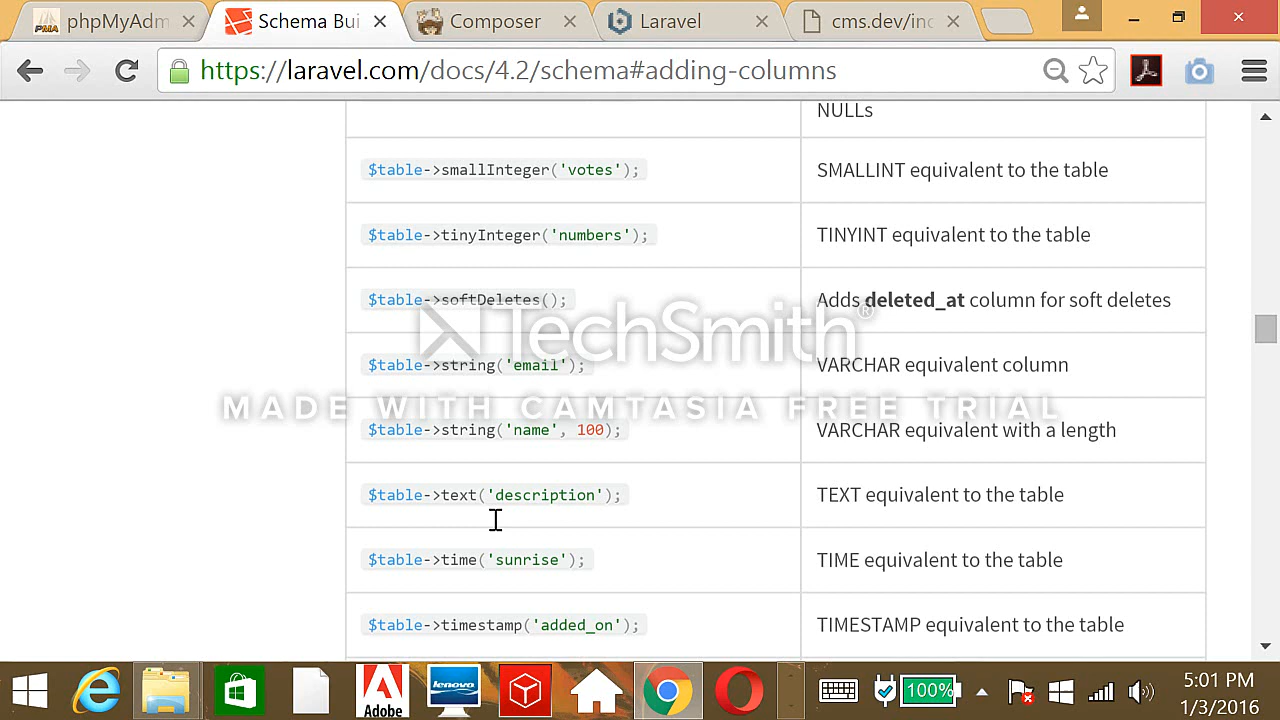 phpMyAdm
Schema Bui
Composer
Laravel
cms.dev/in
https://laravel.com/docs/4.2/schema#adding-columns
NULLs
$table->smallInteger('votes');
SMALLINT equivalent to the table
$table->tinyInteger('numbers');
TINYINT equivalent to the table
$table->softDeletes();
Adds deleted_at column for soft deletes
TechSmith®
$table->string('email');
VARCHAR equivalent column
MADE WITH CAMTASIA FREE TRIAL
$table->string('name', 100);
VARCHAR equivalent with a length
$table->text('description');
TEXT equivalent to the table
$table->time('sunrise');
TIME equivalent to the table
$table->timestamp('added_on');
TIMESTAMP equivalent to the table
Adobe
lenovo
100%
5:01 PM
1/3/2016